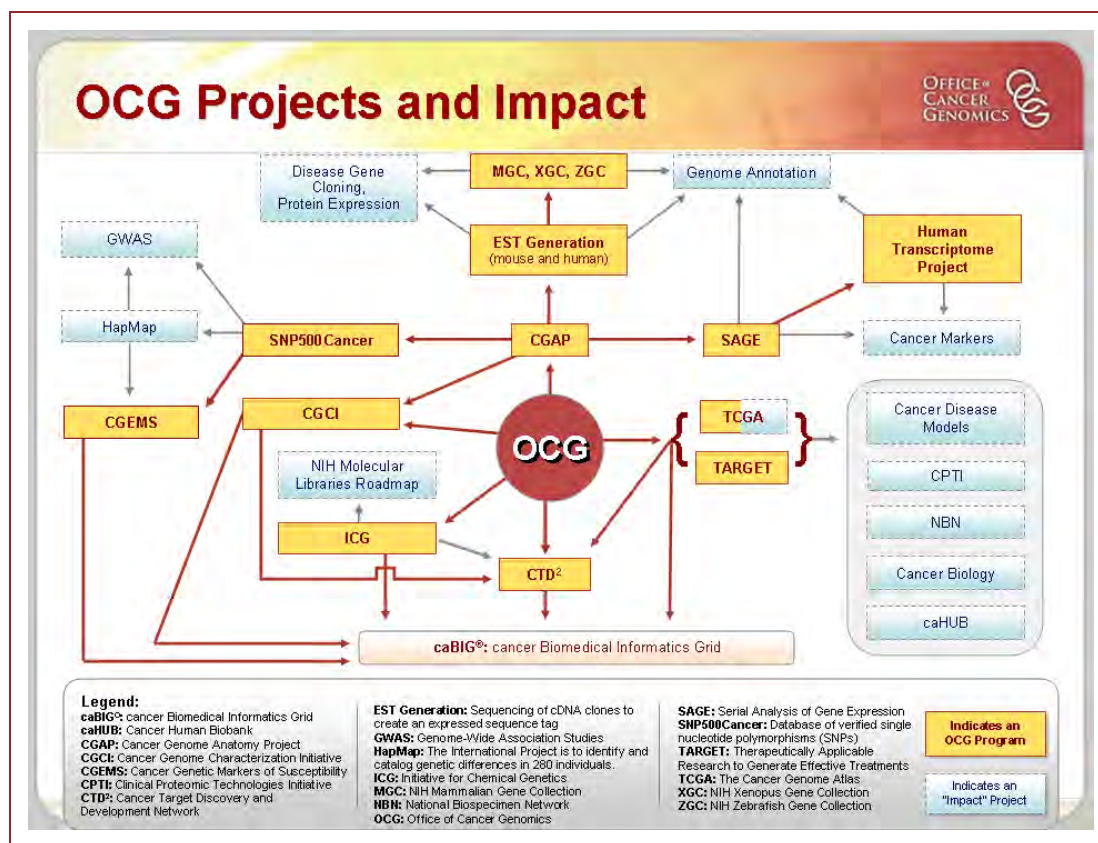 OCG Projects and Impact
OFFICE OF
CANCER
GENOMICS
Disease Gene
Cloning,
Protein Expression
MGC, XGC, ZGC
Genome Annotation
GWAS
EST Generation
(mouse and human)
Human
Transcriptome
Project
HapMap
SNP500Cancer
CGAP
SAGE
Cancer Markers
CGEMS
CGCI
OCG
TCGA
TARGET
Cancer Disease
Models
CPTI
NBN
Cancer Biology
caHUB
NIH Molecular
Libraries Roadmap
ICG
CTD²
caBIG®: cancer Biomedical Informatics Grid
Legend:
caBIG®: cancer Biomedical Informatics Grid
caHUB: Cancer Human Biobank
CGAP: Cancer Genome Anatomy Project
CGCI: Cancer Genome Characterization Initiative
CGEMS: Cancer Genetic Markers of Susceptibility
CPTI: Clinical Proteomic Technologies Initiative
CTD²: Cancer Target Discovery and
Development Network
EST Generation: Sequencing of cDNA clones to
create an expressed sequence tag
GWAS: Genome-Wide Association Studies
HapMap: The International Project is to identify and
catalog genetic differences in 280 individuals.
ICG: Initiative for Chemical Genetics
MGC: NIH Mammalian Gene Collection
NBN: National Biospecimen Network
OCG: Office of Cancer Genomics
SAGE: Serial Analysis of Gene Expression
SNP500Cancer: Database of verified single
nucleotide polymorphisms (SNPs)
TARGET: Therapeutically Applicable
Research to Generate Effective Treatments
TCGA: The Cancer Genome Atlas
XGC: NIH Xenopus Gene Collection
ZGC: NIH Zebrafish Gene Collection
Indicates an
OCG Program
Indicates an
"Impact" Project